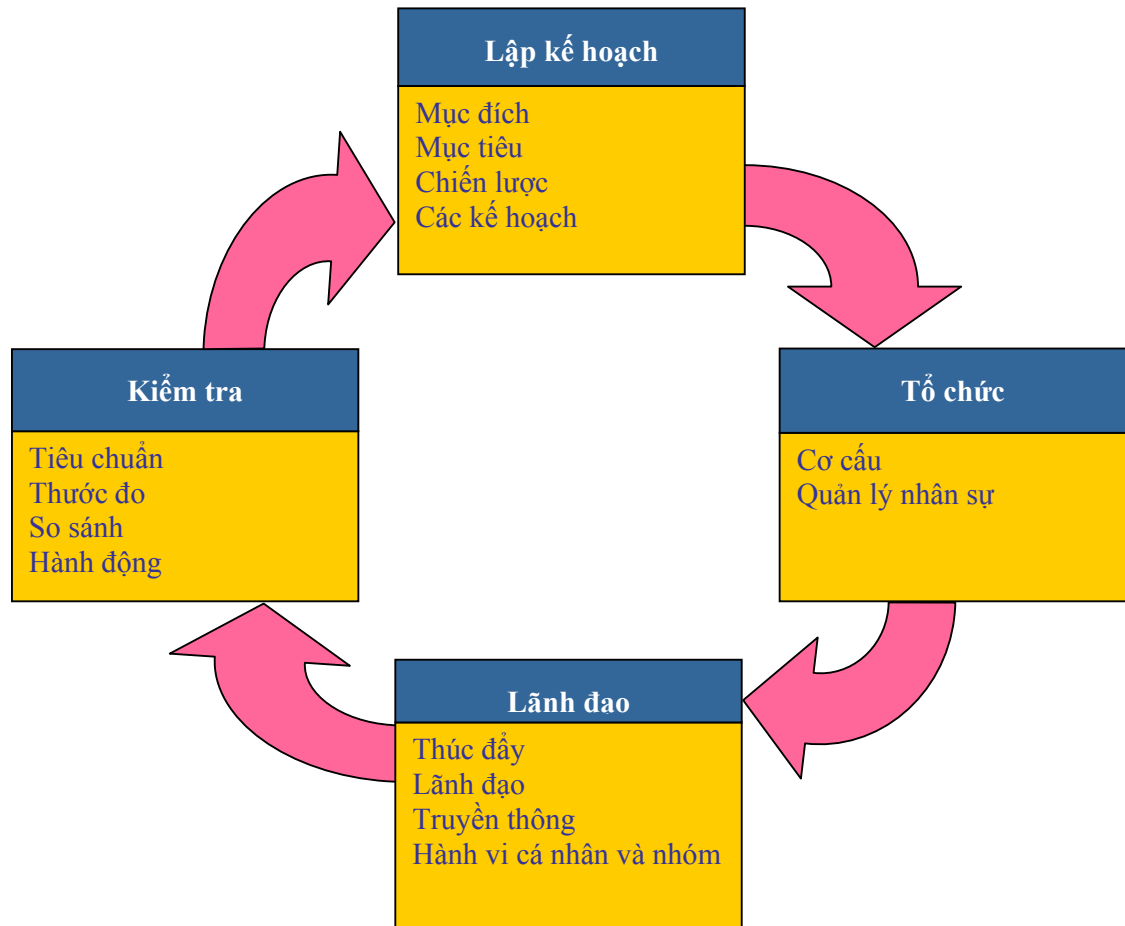 Lập kế hoạch
Mục đích
Mục tiêu
Chiến lược
Các kế hoạch
Kiểm tra
Tiêu chuẩn
Thước đo
So sánh
Hành động
Tổ chức
Cơ cấu
Quản lý nhân sự
Lãnh đao
Thúc đẩy
Lãnh đạo
Truyền thông
Hành vi cá nhân và nhóm